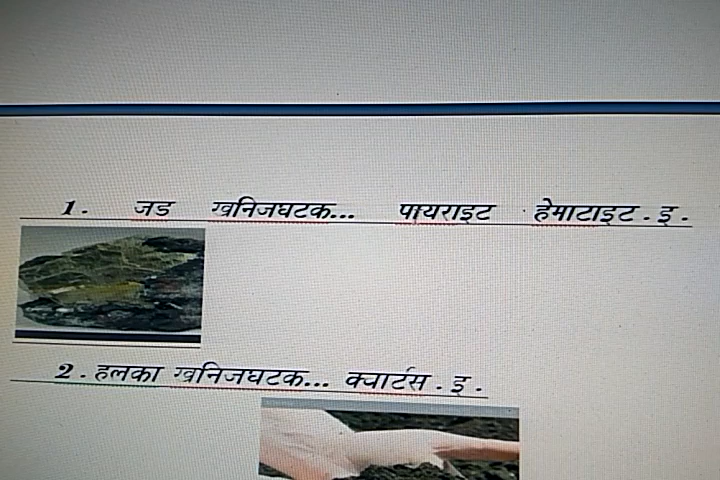 1. जड खनिजघटक... पायराइट हेमाटाइट. इ.
2. हलका खनिजघटक... क्वार्टस. इ.